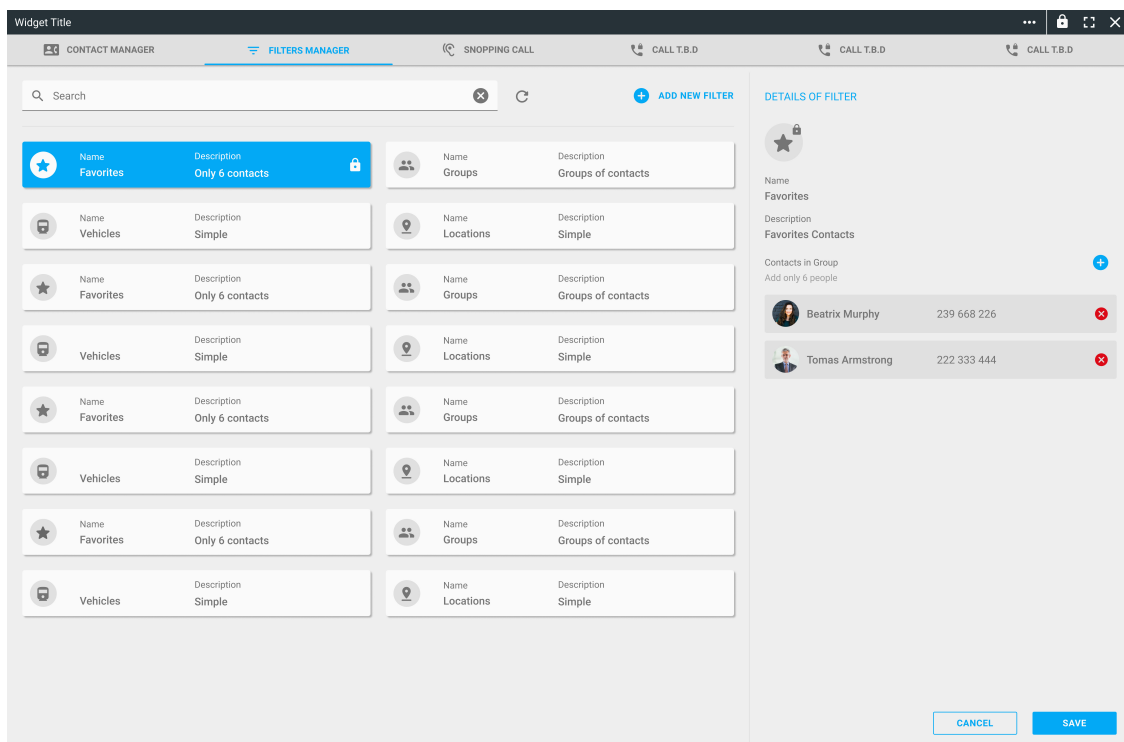 Widget Title
CONTACT MANAGER
FILTERS MANAGER
SNOPPING CALL
CALL T.B.D
CALL T.B.D
CALL T.B.D
Search
ADD NEW FILTER
Name Description
Favorites Only 6 contacts
Name Description
Groups Groups of contacts
Name Description
Vehicles Simple
Name Description
Locations Simple
Name Description
Favorites Only 6 contacts
Name Description
Groups Groups of contacts
Description
Vehicles Simple
Name Description
Locations Simple
Name Description
Favorites Only 6 contacts
Name Description
Groups Groups of contacts
Description
Vehicles Simple
Name Description
Locations Simple
Name Description
Favorites Only 6 contacts
Name Description
Groups Groups of contacts
Description
Vehicles Simple
Name Description
Locations Simple
DETAILS OF FILTER
Name
Favorites
Description
Favorites Contacts
Contacts in Group
Add only 6 people
Beatrix Murphy 239 668 226
Tomas Armstrong 222 333 444
CANCEL
SAVE